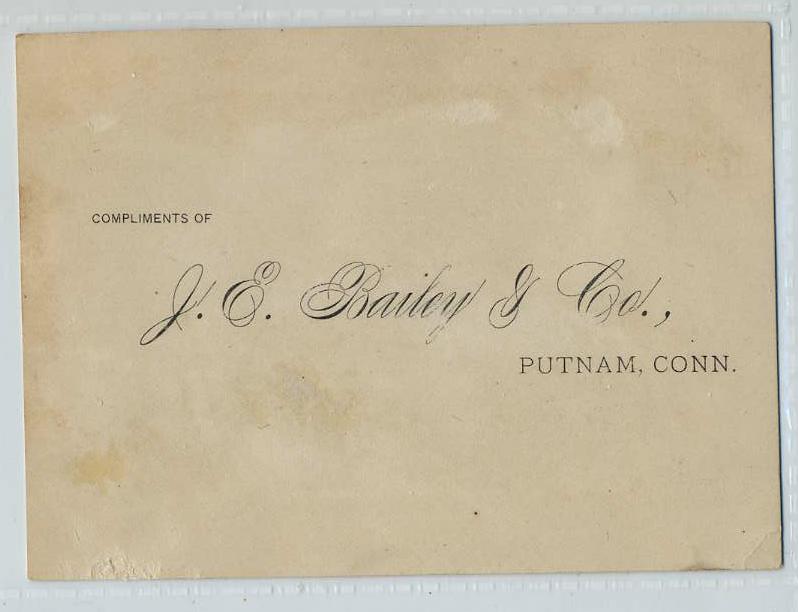 COMPLIMENTS OF
J. E. Bailey & Co.,
PUTNAM, CONN.